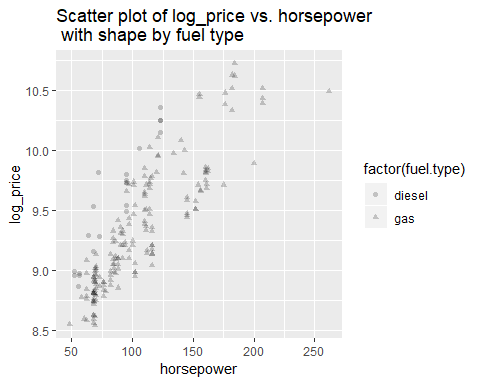 Scatter plot of log_price vs. horsepower
with shape by fuel type
10.5
10.0
9.5
9.0
8.5
log_price
50 100 150 200 250
horsepower
factor(fuel.type)
diesel
gas